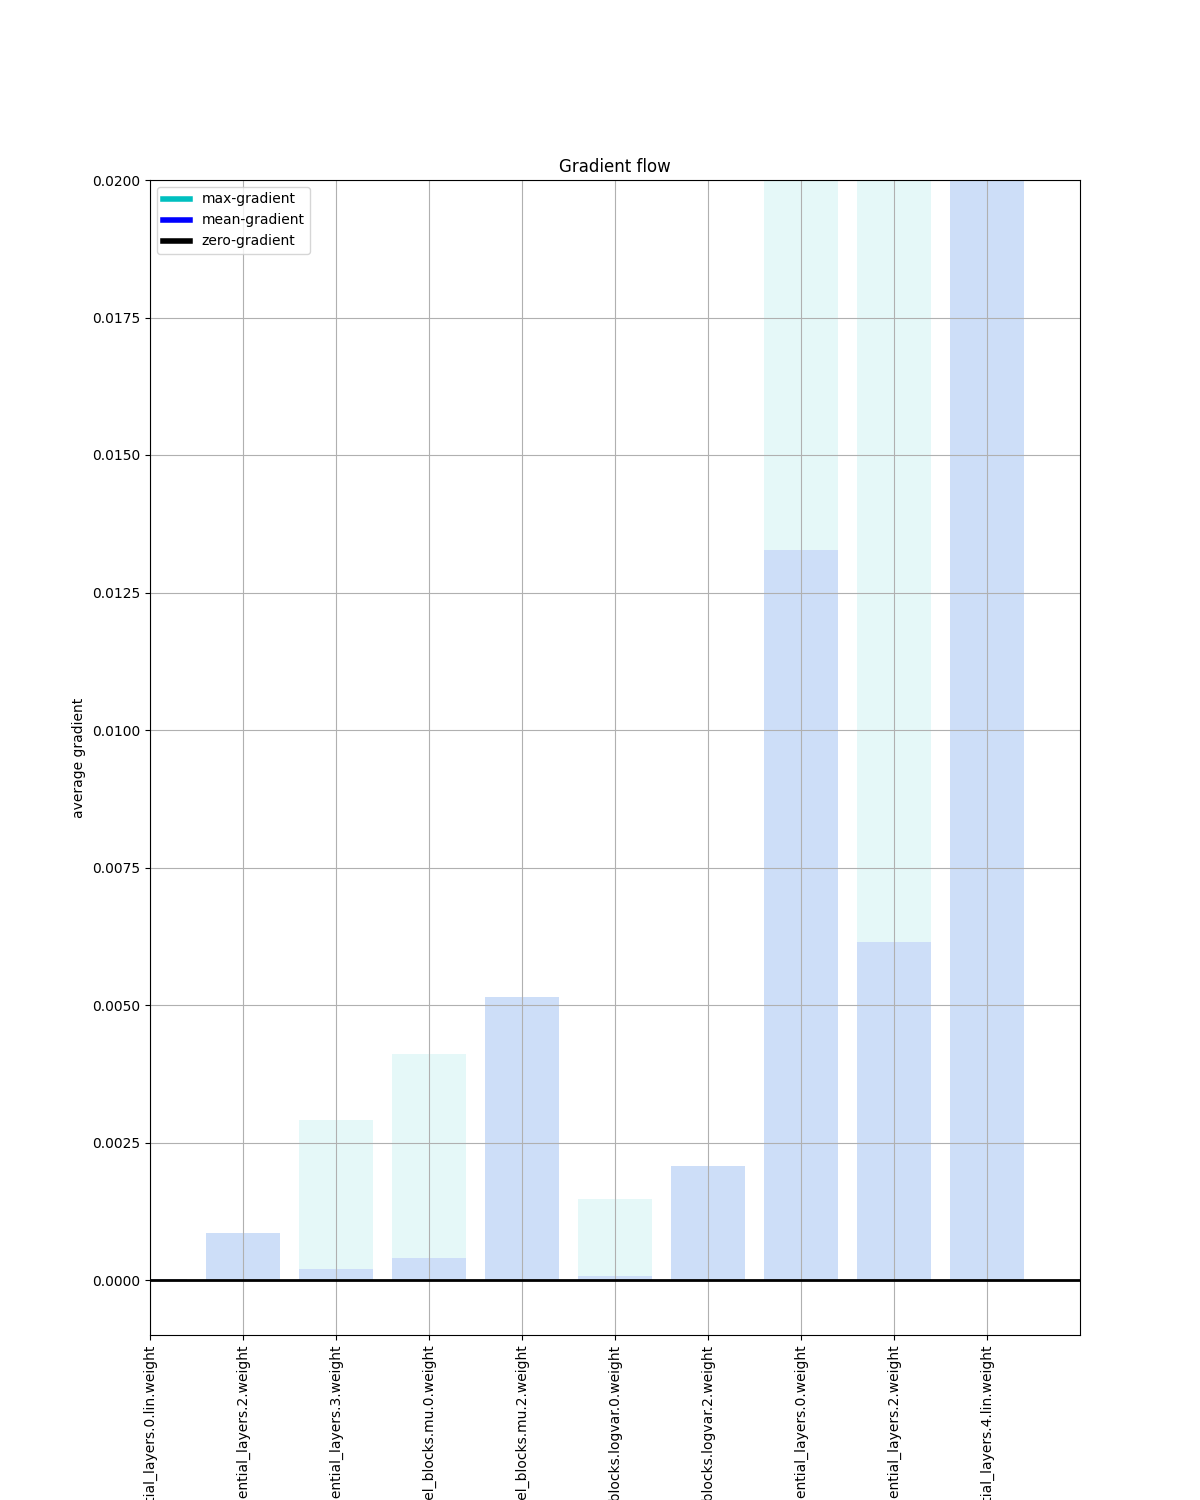 Gradient flow
max-gradient
mean-gradient
zero-gradient
0.0200
0.0175
0.0150
0.0125
0.0100
0.0075
0.0050
0.0025
0.0000
average gradient
tial_layers.0.lin.weight
ential_layers.2.weight
ential_layers.3.weight
el_blocks.mu.0.weight
el_blocks.mu.2.weight
blocks.logvar.0.weight
blocks.logvar.2.weight
ential_layers.0.weight
ential_layers.2.weight
tial_layers.4.lin.weight